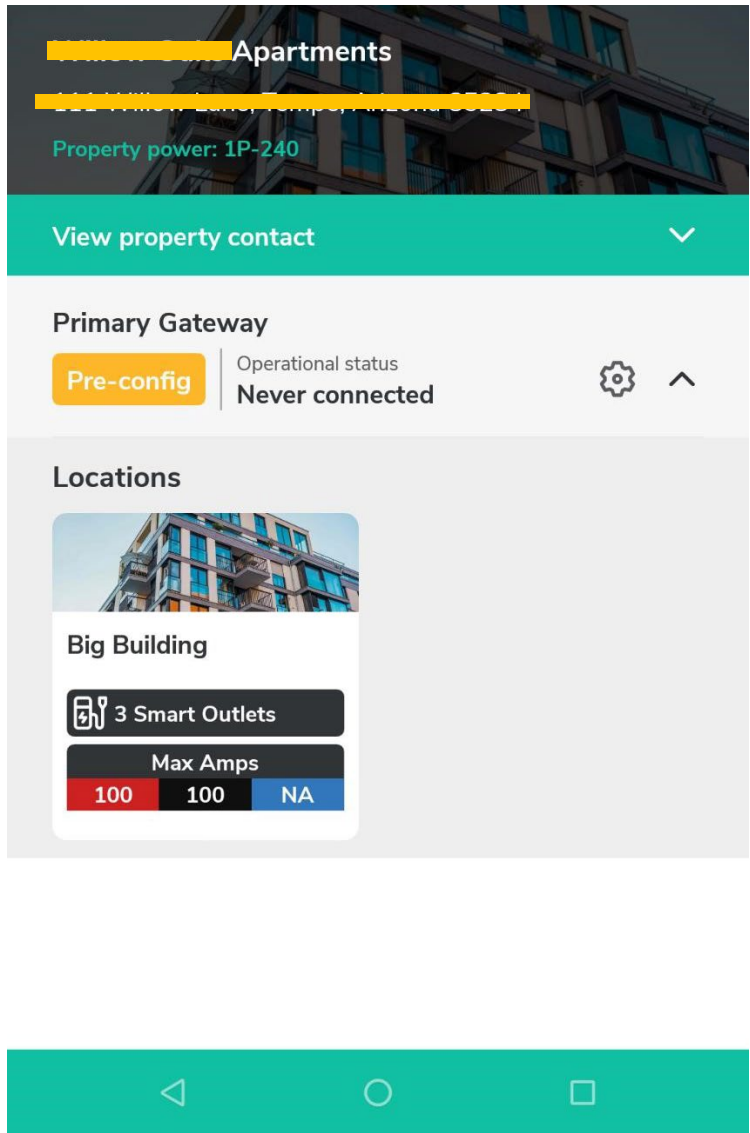 Apartments
Property power: 1P-240
View property contact
Primary Gateway
Pre-config
Operational status
Never connected
Locations
Big Building
3 Smart Outlets
Max Amps
100 100 NA